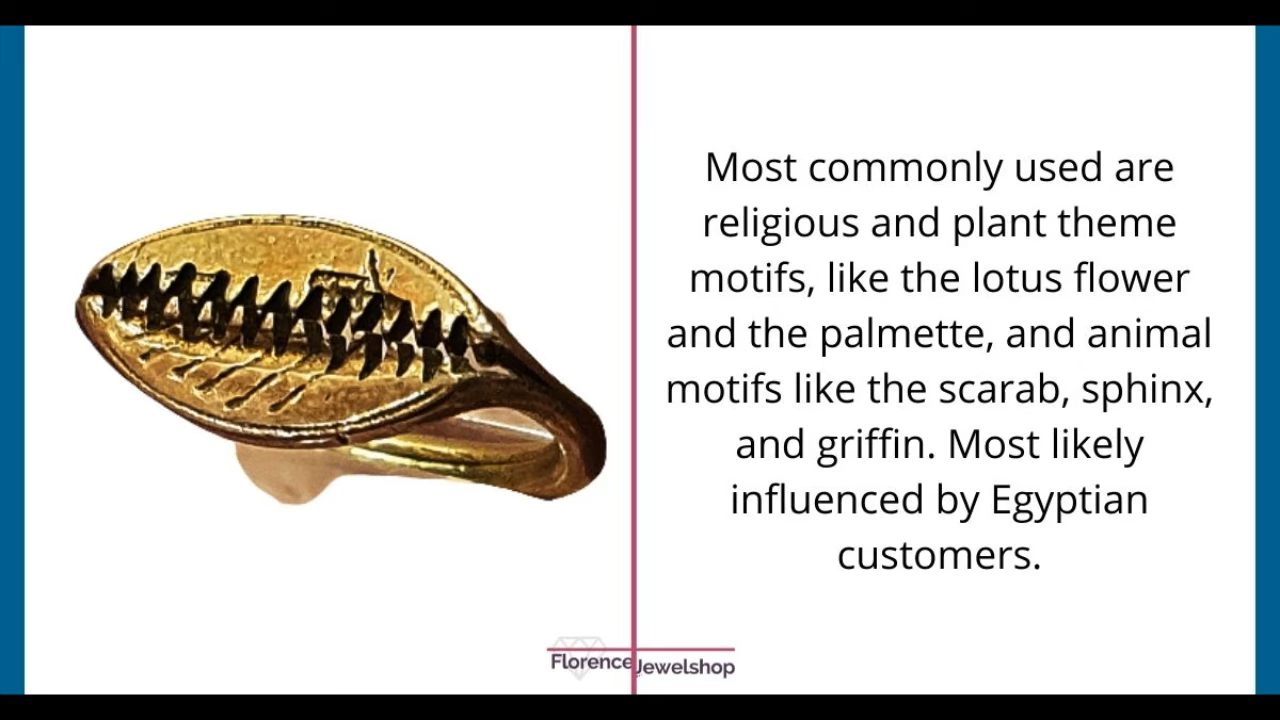 Most commonly used are
religious and plant theme
motifs, like the lotus flower
and the palmette, and animal
motifs like the scarab, sphinx,
and griffin. Most likely
influenced by Egyptian
customers.
Florence Jewelshop